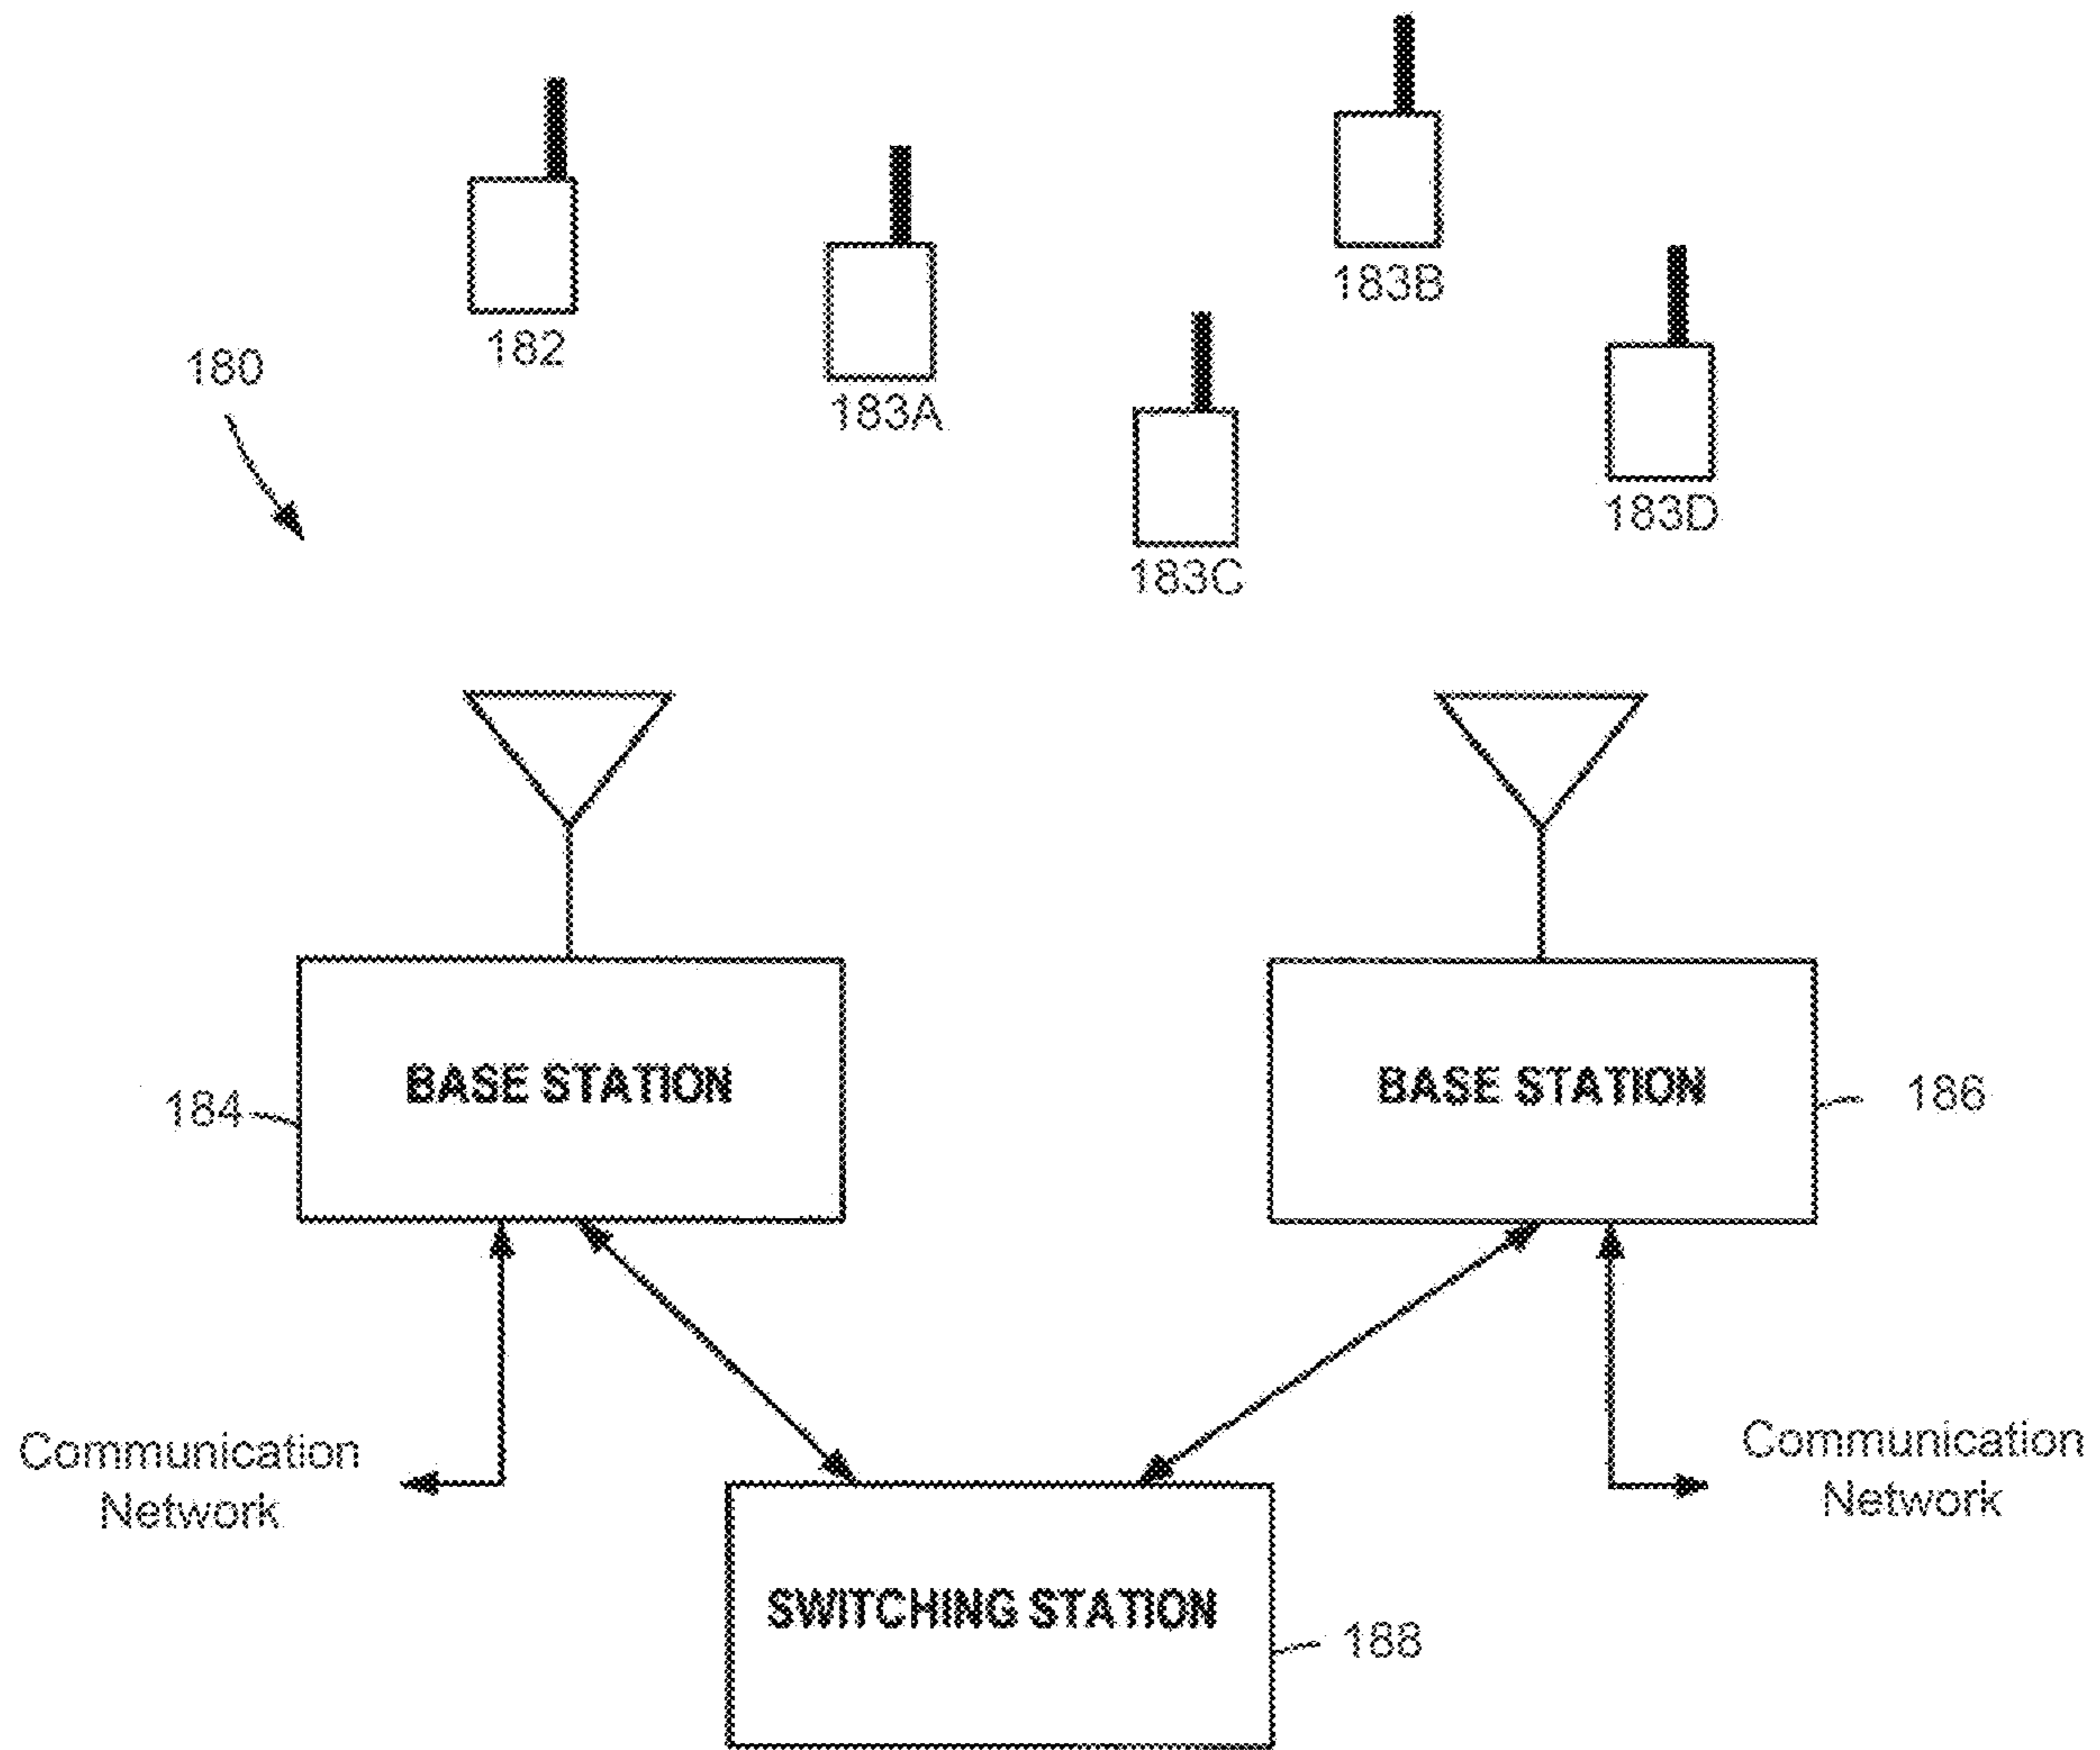 183B
182
180
183A
183D
183C
BASE STATION
BASE STATION
184
186
Communication
Network
Communication
Network
SWITCHING STATION
188